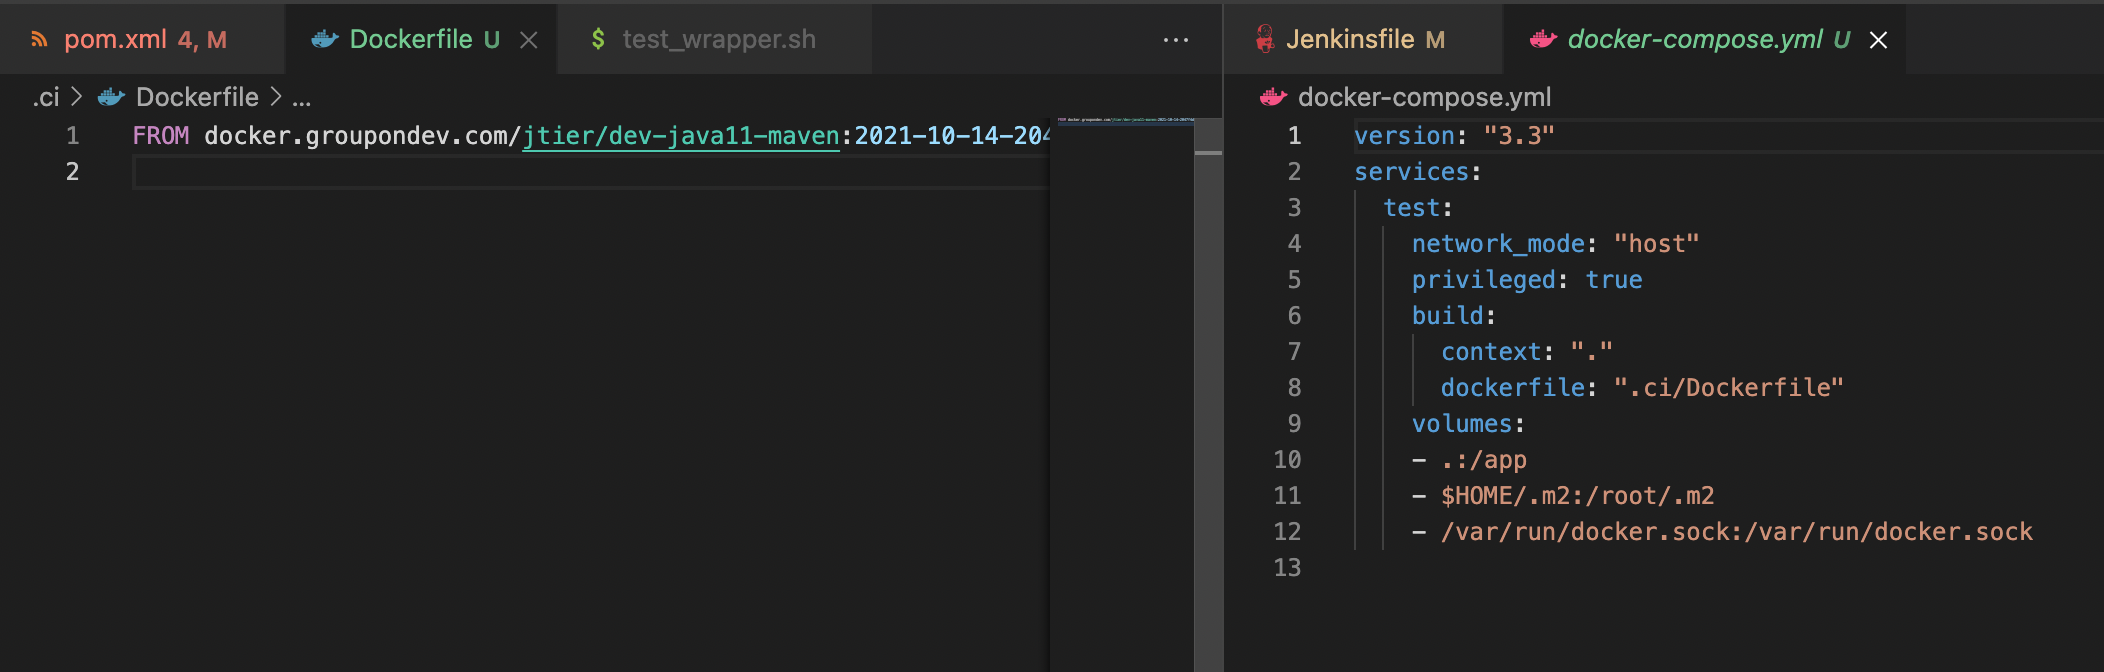 pom.xml 4, M Dockerfile U test_wrapper.sh ...
.ci > Dockerfile > ...
1 FROM docker.groupondev.com/jtier/dev-java11-maven:2021-10-14-204
2
Jenkinsfile M docker-compose.yml U
docker-compose.yml
1 version: "3.3"
2 services:
3 test:
4 network_mode: "host"
5 privileged: true
6 build:
7 context: "."
8 dockerfile: ".ci/Dockerfile"
9 volumes:
10 - .:/app
11 - $HOME/.m2:/root/.m2
12 - /var/run/docker.sock:/var/run/docker.sock
13